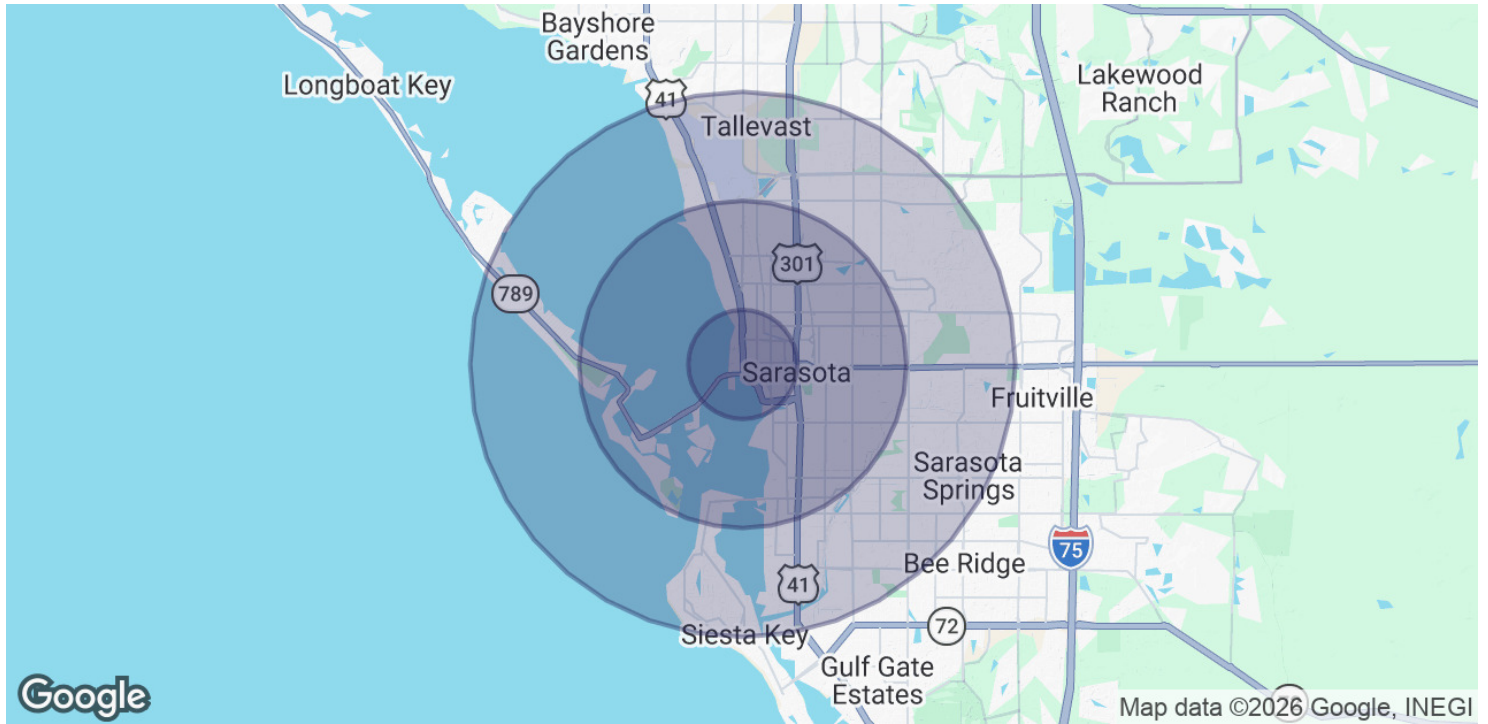 Bayshore
Gardens
Longboat Key
Lakewood
Ranch
41
Tallevast
301
789
Sarasota
Fruitville
Sarasota
Springs
75
Bee Ridge
41
72
Siesta Key
Gulf Gate
Estates
Google
Map data ©2026 Google, INEGI